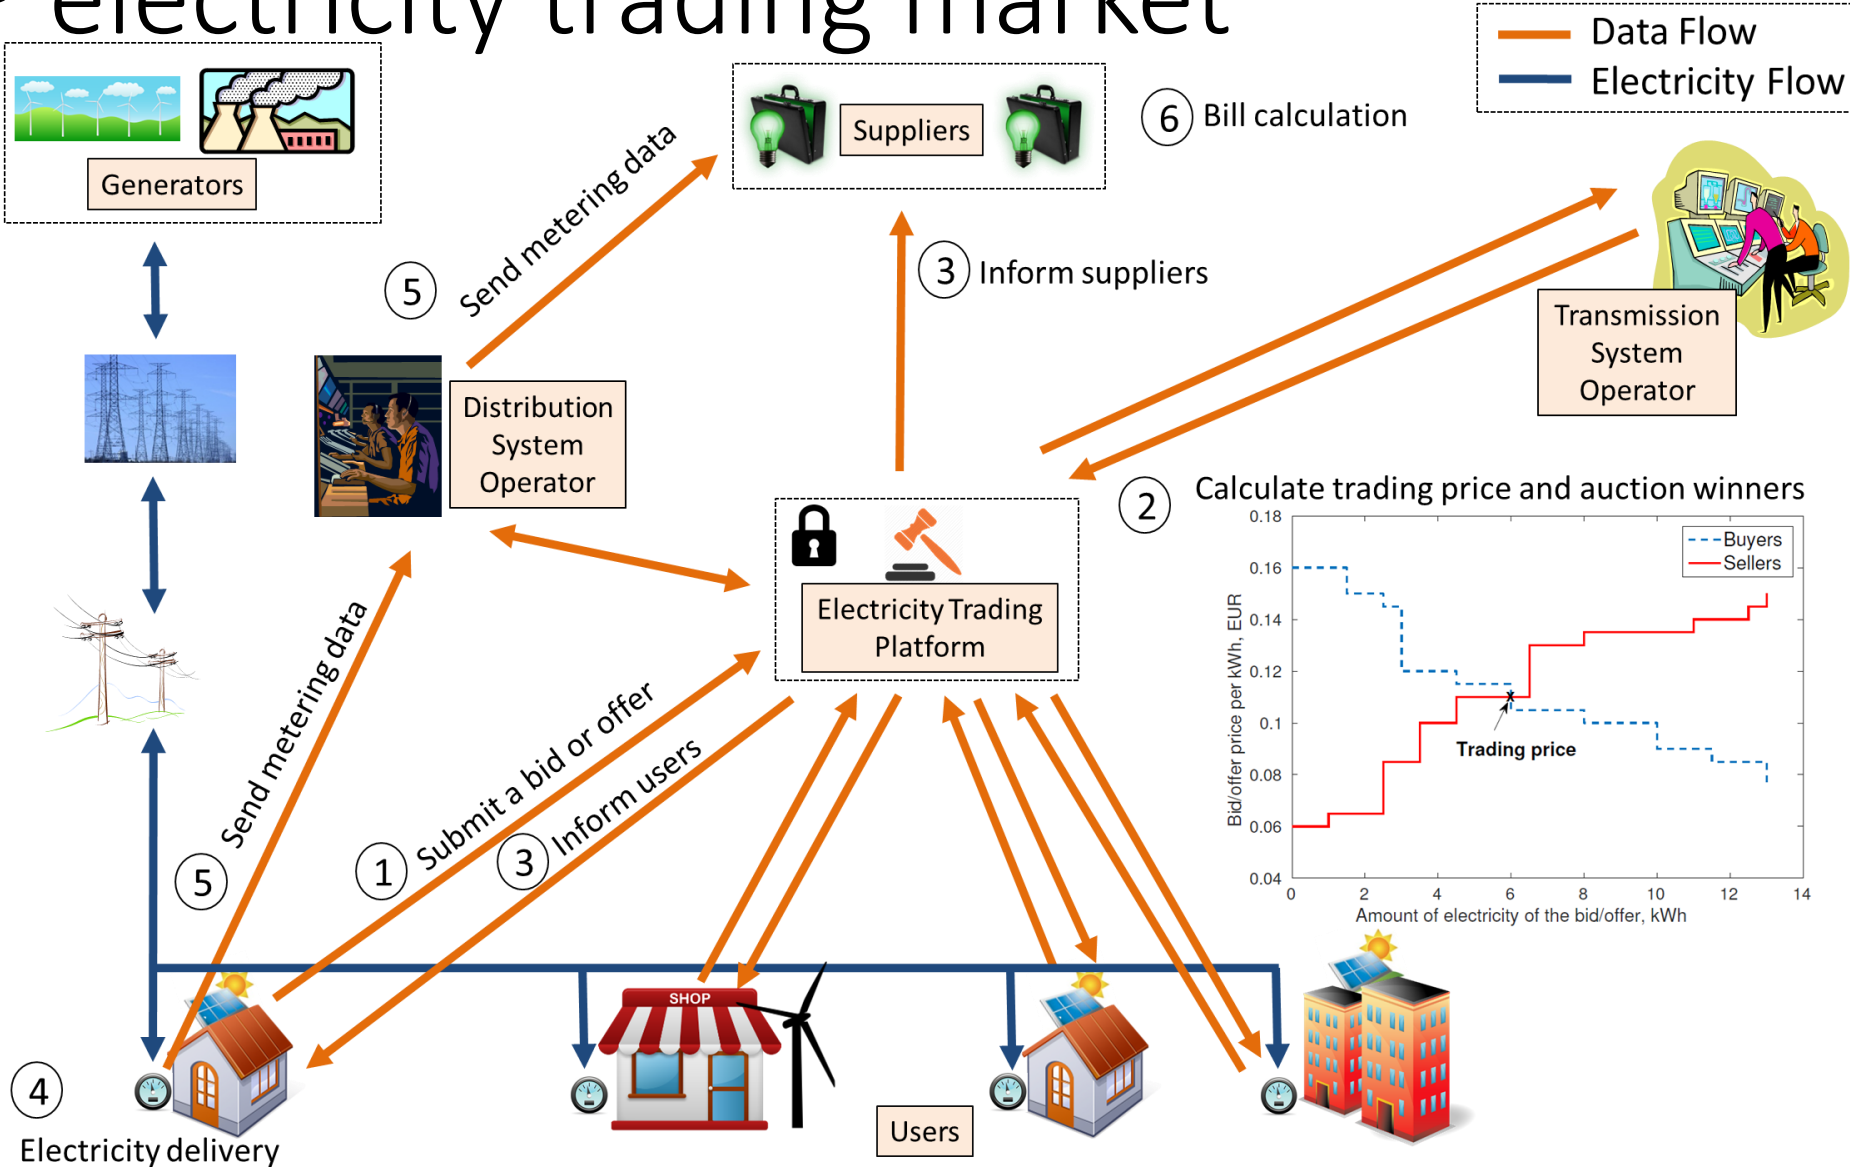 electricity trading market
Data Flow
Electricity Flow
Generators
Suppliers
6 Bill calculation
Send metering data
5
3 Inform suppliers
Transmission
System
Operator
Distribution
System
Operator
2 Calculate trading price and auction winners
0.18
0.16
0.14
0.12
0.1
0.08
0.06
0.04
0
2
4
6
8
10
12
14
Bid/offer price per kWh, EUR
Amount of electricity of the bid/offer, kWh
Buyers
Sellers
Trading price
Electricity Trading
Platform
Send metering data
5
1 Submit a bid or offer
3 Inform users
SHOP
4
Electricity delivery
Users